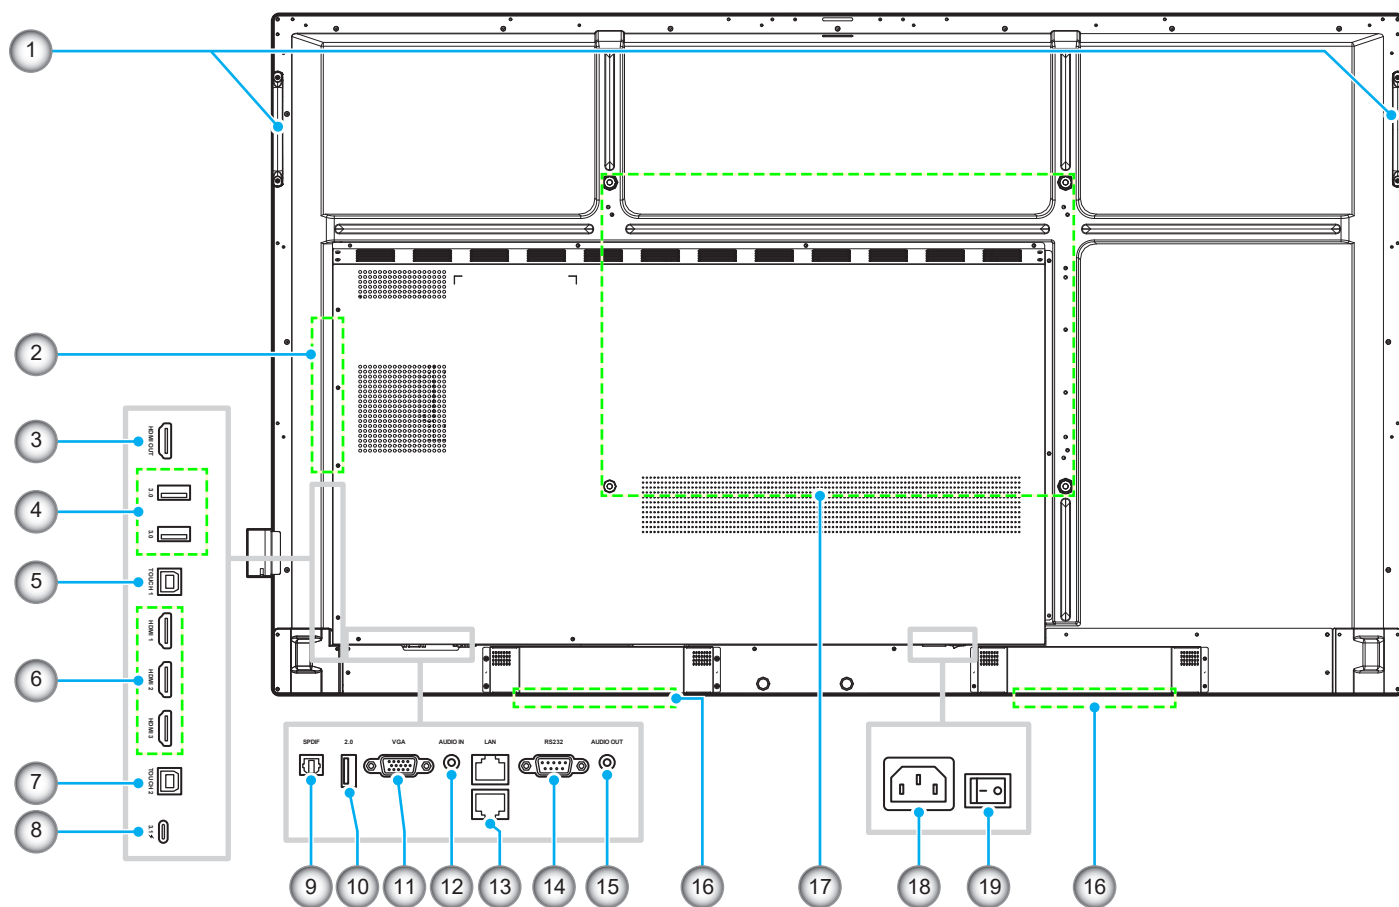 1
2
3
HDMI OUT
4
3.0
3.0
5
TOUCH 1
6
HDMI 1
HDMI 2
HDMI 3
7
TOUCH 2
8
3.1
SPDIF 2.0 VGA AUDIO IN LAN RS232 AUDIO OUT
9 10 11 12 13 14 15 16 17 18 19 16